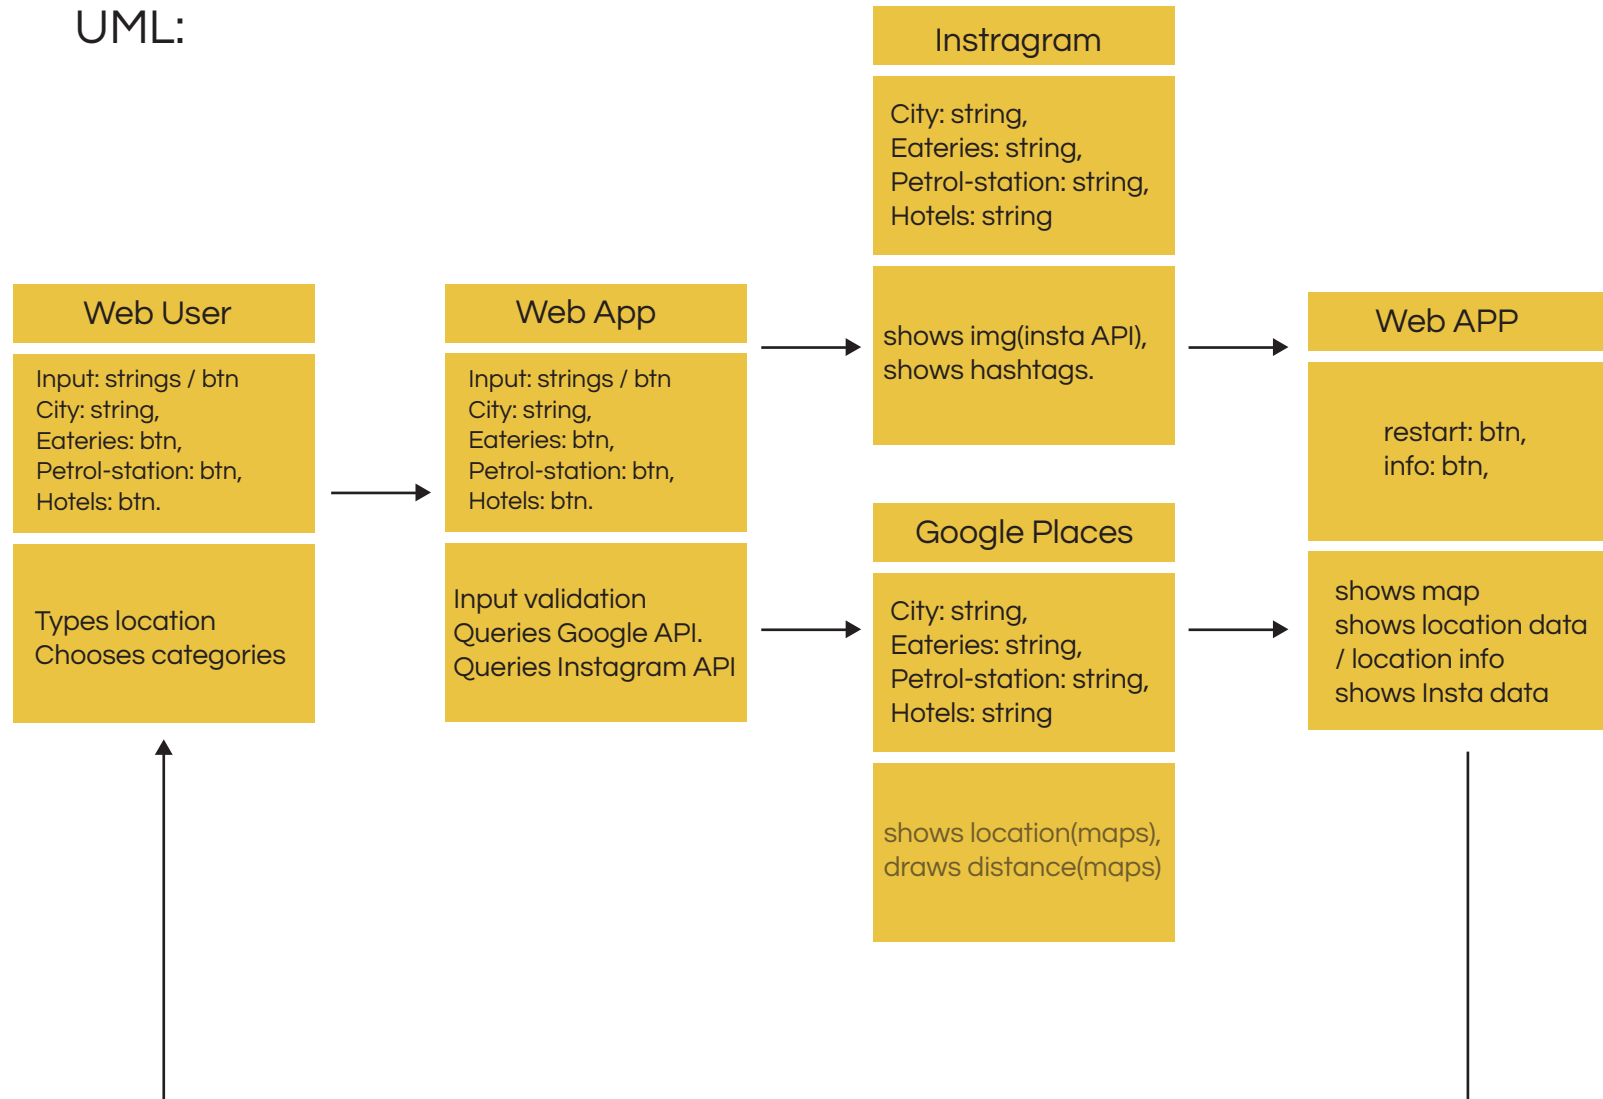 UML:
Instragram
City: string,
Eateries: string,
Petrol-station: string,
Hotels: string
shows img(insta API),
shows hashtags.
Web User
Input: strings / btn
City: string,
Eateries: btn,
Petrol-station: btn,
Hotels: btn.
Types location
Chooses categories
Web App
Input: strings / btn
City: string,
Eateries: btn,
Petrol-station: btn,
Hotels: btn.
Input validation
Queries Google API.
Queries Instagram API
Google Places
City: string,
Eateries: string,
Petrol-station: string,
Hotels: string
shows location(maps),
draws distance(maps)
Web APP
restart: btn,
info: btn,
shows map
shows location data
/ location info
shows Insta data